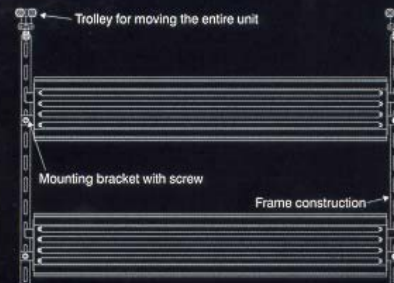 Trolley for moving the entire unit
Mounting bracket with screw
Frame construction